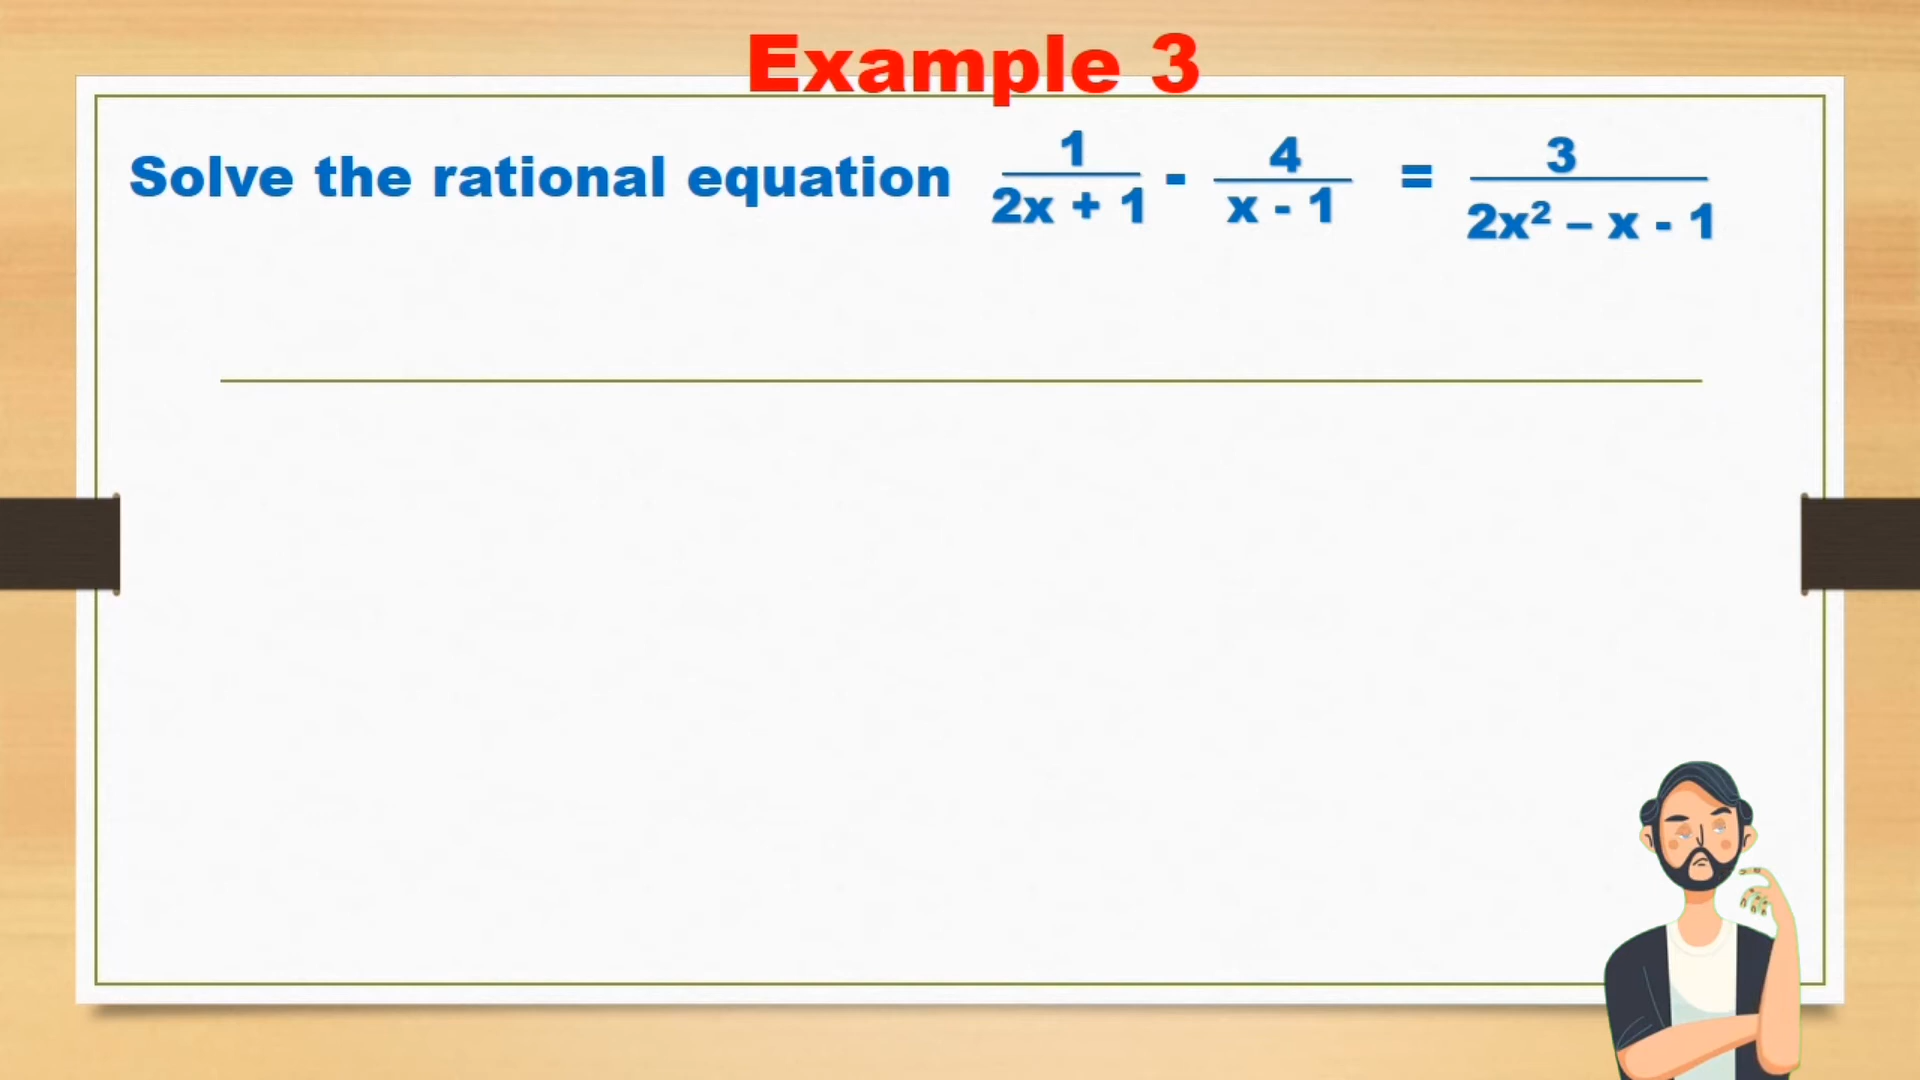 Example 3
Solve the rational equation 1/(2x + 1) - 4/(x - 1) = 3/(2x² – x - 1)